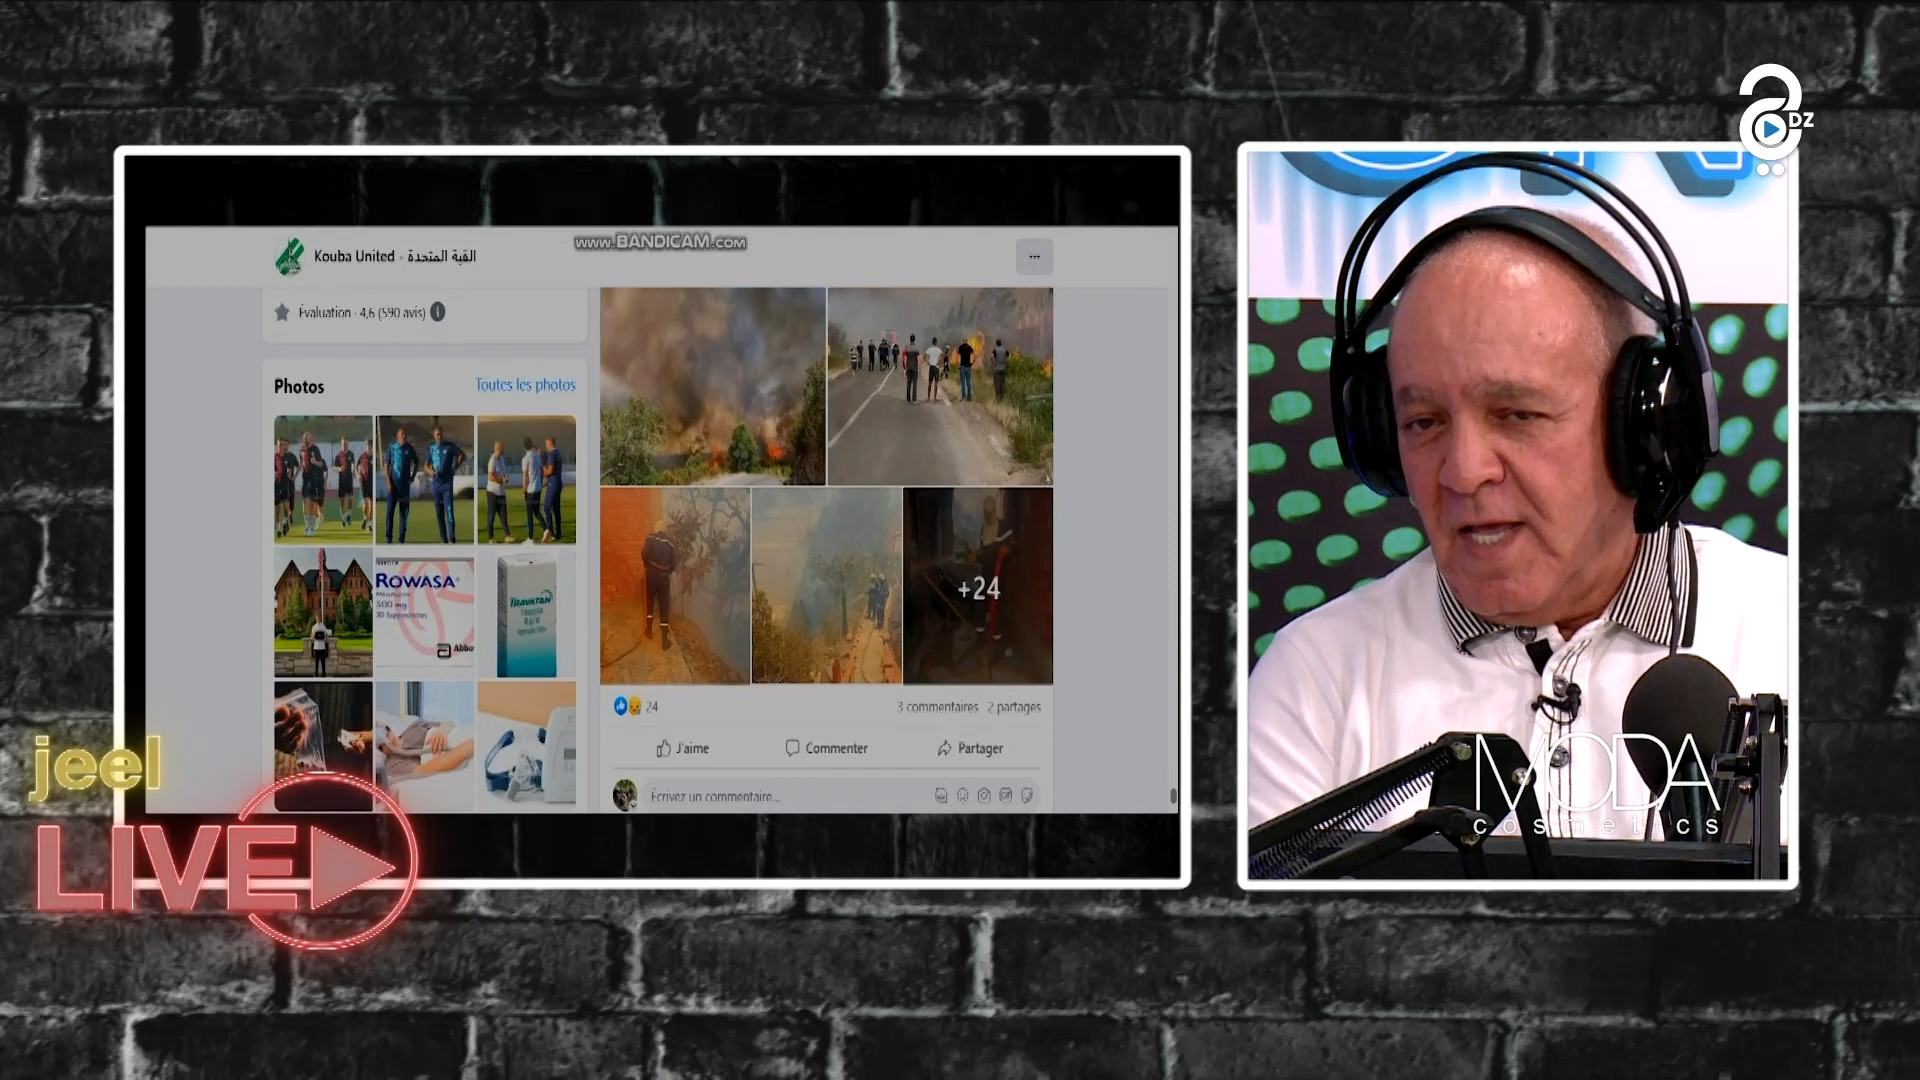 DZ
www.BANDICAM.com
Kouba United - القبة المتحدة
Évaluation · 4,6 (590 avis)
Photos
Toutes les photos
ROWASA
500 mg
TRAVATAN
+24
24
3 commentaires 2 partages
J'aime
Commenter
Partager
Écrivez un commentaire...
jeel
LIVE
MODA
cosmetics